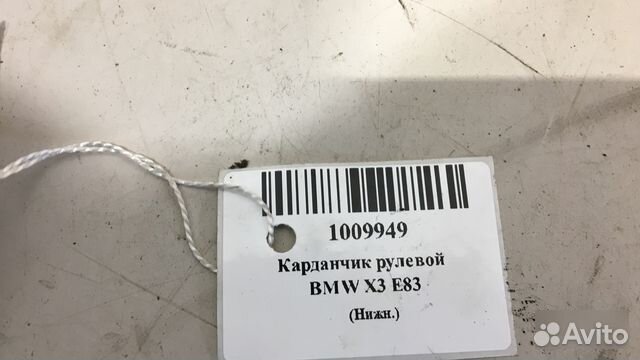 1009949
Карданчик рулевой
BMW X3 E83
(Нижн.)
Avito